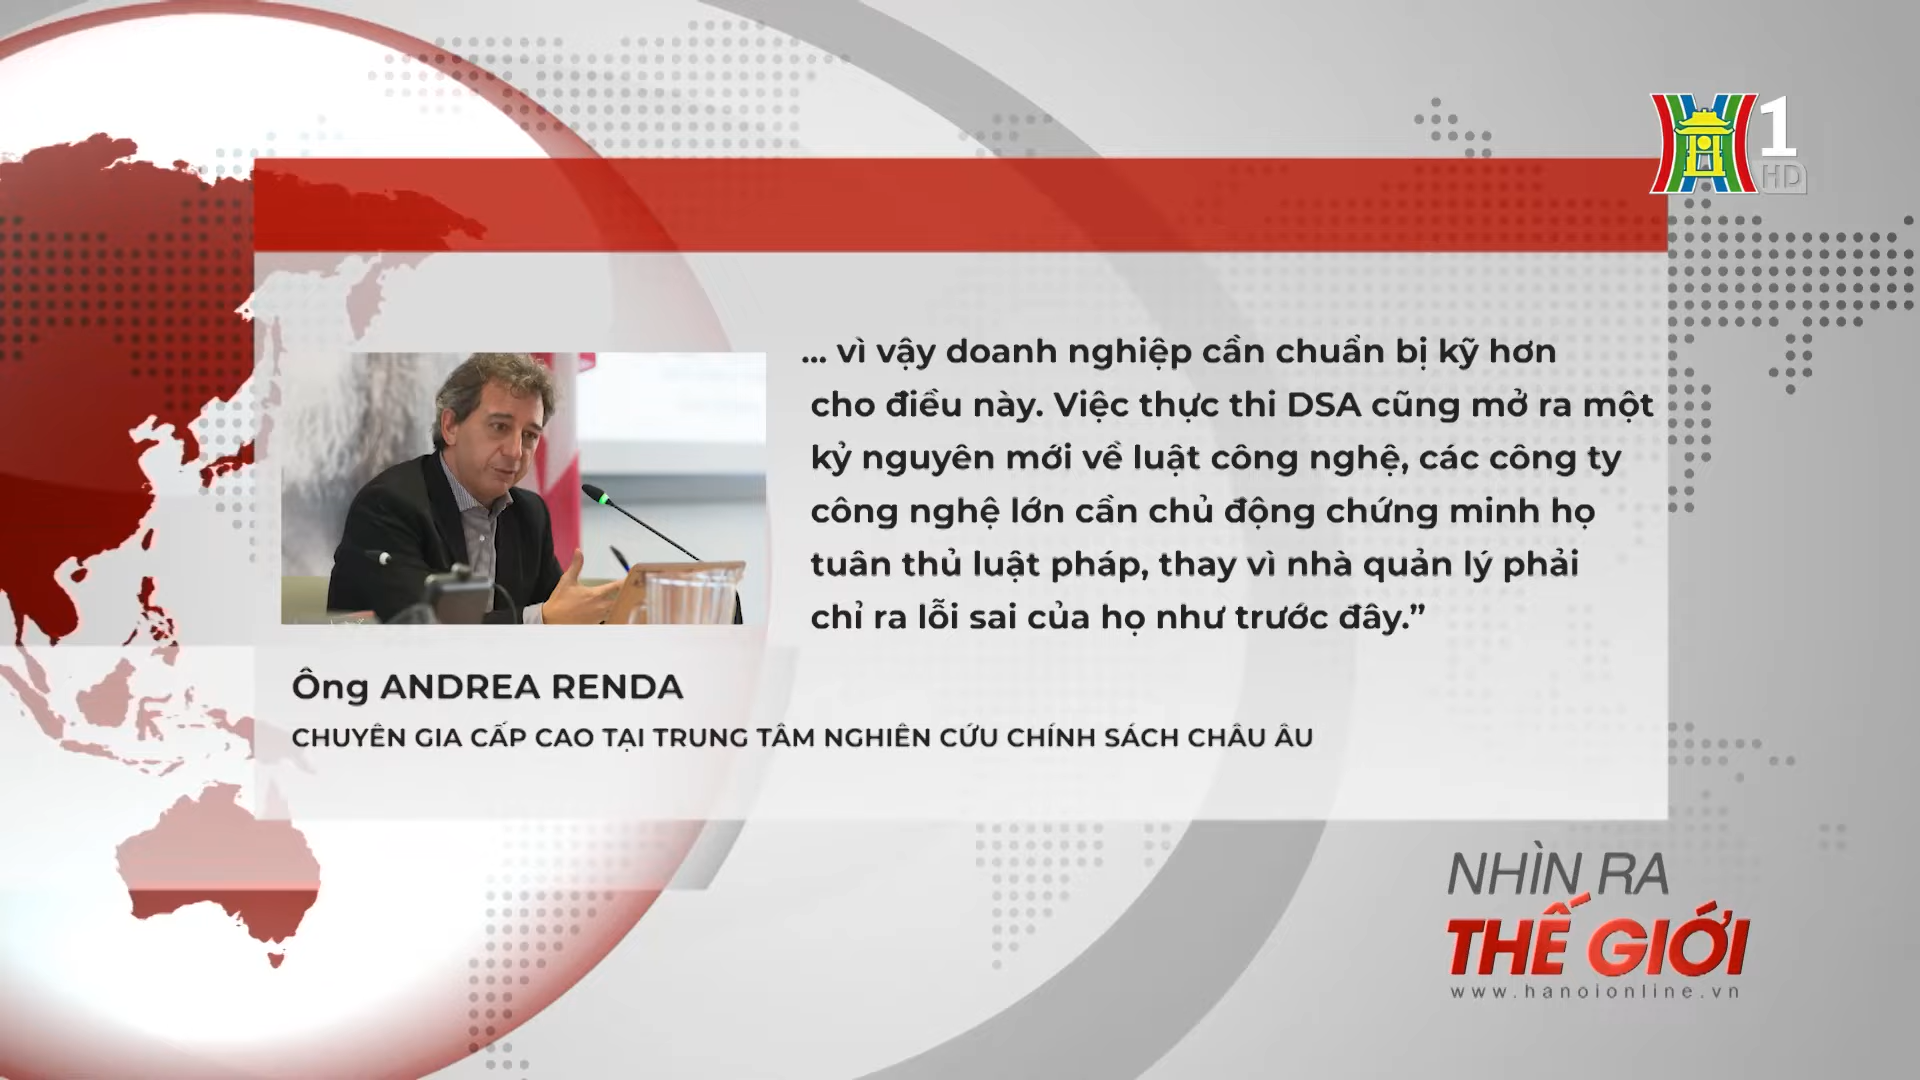 1
HD
... vì vậy doanh nghiệp cần chuẩn bị kỹ hơn
cho điều này. Việc thực thi DSA cũng mở ra một
kỷ nguyên mới về luật công nghệ, các công ty
công nghệ lớn cần chủ động chứng minh họ
tuân thủ luật pháp, thay vì nhà quản lý phải
chỉ ra lỗi sai của họ như trước đây.”
Ông ANDREA RENDA
CHUYÊN GIA CẤP CAO TẠI TRUNG TÂM NGHIÊN CỨU CHÍNH SÁCH CHÂU ÂU
NHÌN RA
THẾ GIỚI
www.hanoionline.vn